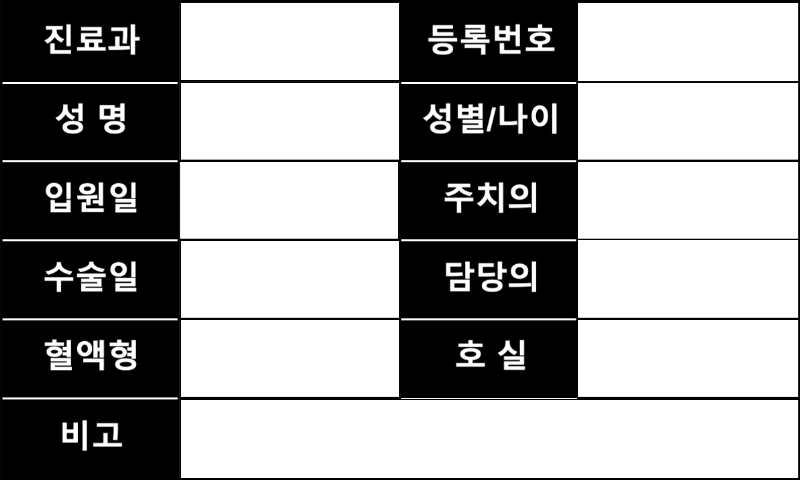 진료과 등록번호
성 명 성별/나이
입원일 주치의
수술일 담당의
혈액형 호 실
비고